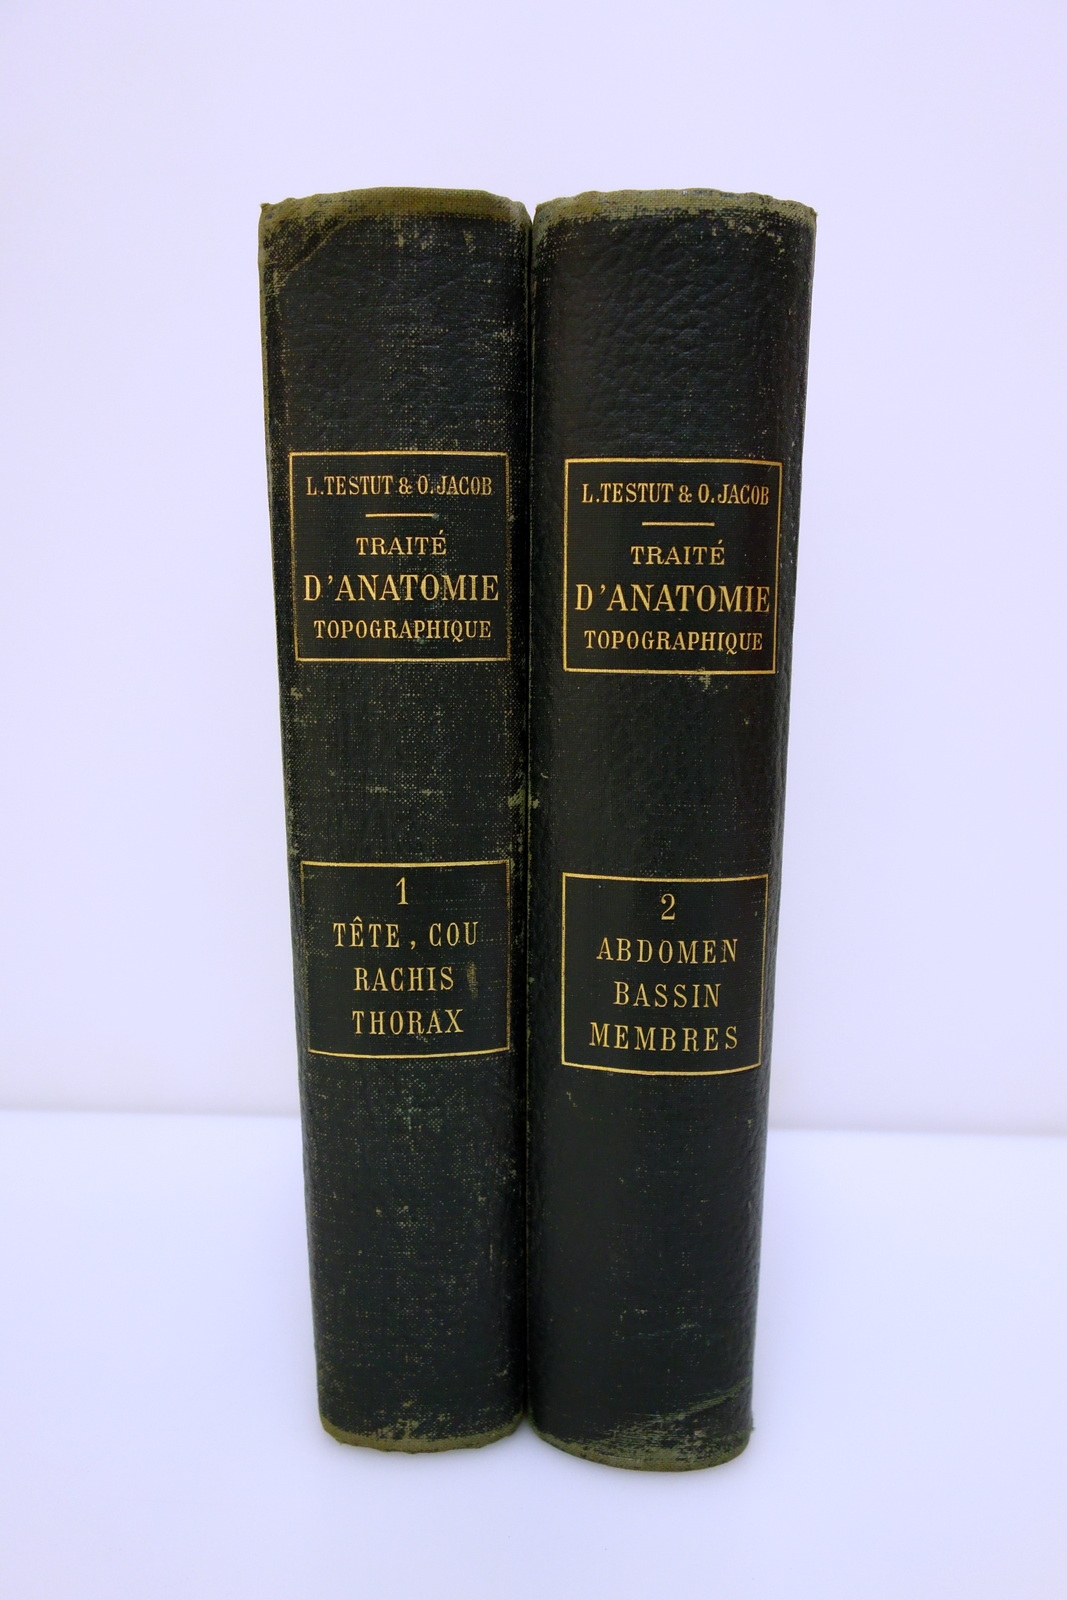 L. TESTUT & O. JACOB
TRAITÉ
D'ANATOMIE
TOPOGRAPHIQUE
1
TÊTE, COU
RACHIS
THORAX
L. TESTUT & O. JACOB
TRAITÉ
D'ANATOMIE
TOPOGRAPHIQUE
2
ABDOMEN
BASSIN
MEMBRES